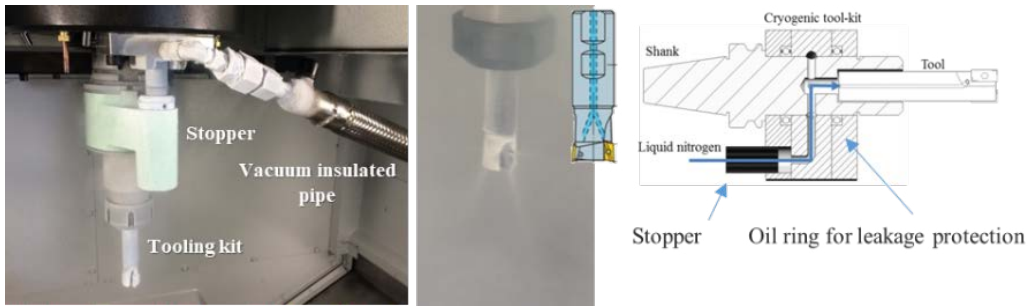 Stopper
Vacuum insulated
pipe
Tooling kit
Cryogenic tool-kit
Shank
Tool
Liquid nitrogen
Stopper
Oil ring for leakage protection